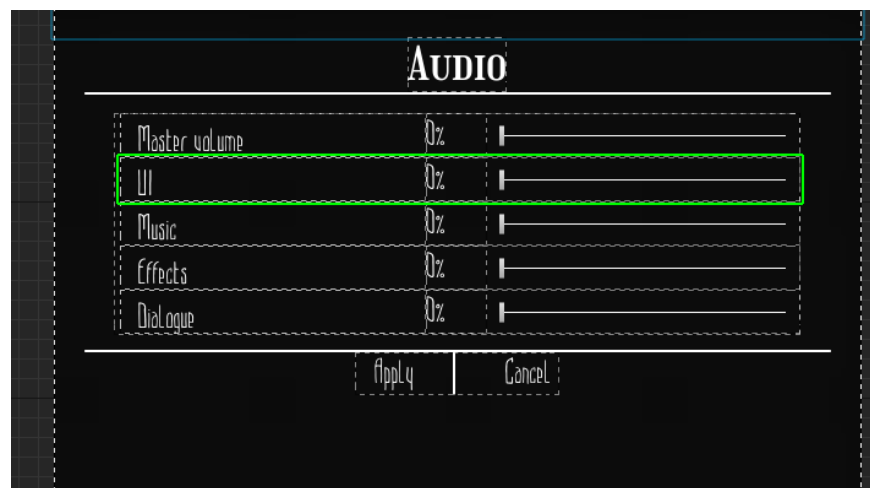 Audio
Master volume 0%
UI 0%
Music 0%
Effects 0%
Dialogue 0%
Apply Cancel